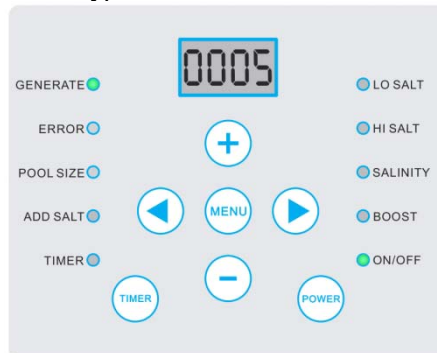 0005
GENERATE
LO SALT
ERROR
+
HI SALT
POOL SIZE
SALINITY
ADD SALT
MENU
BOOST
TIMER
−
ON/OFF
TIMER
POWER